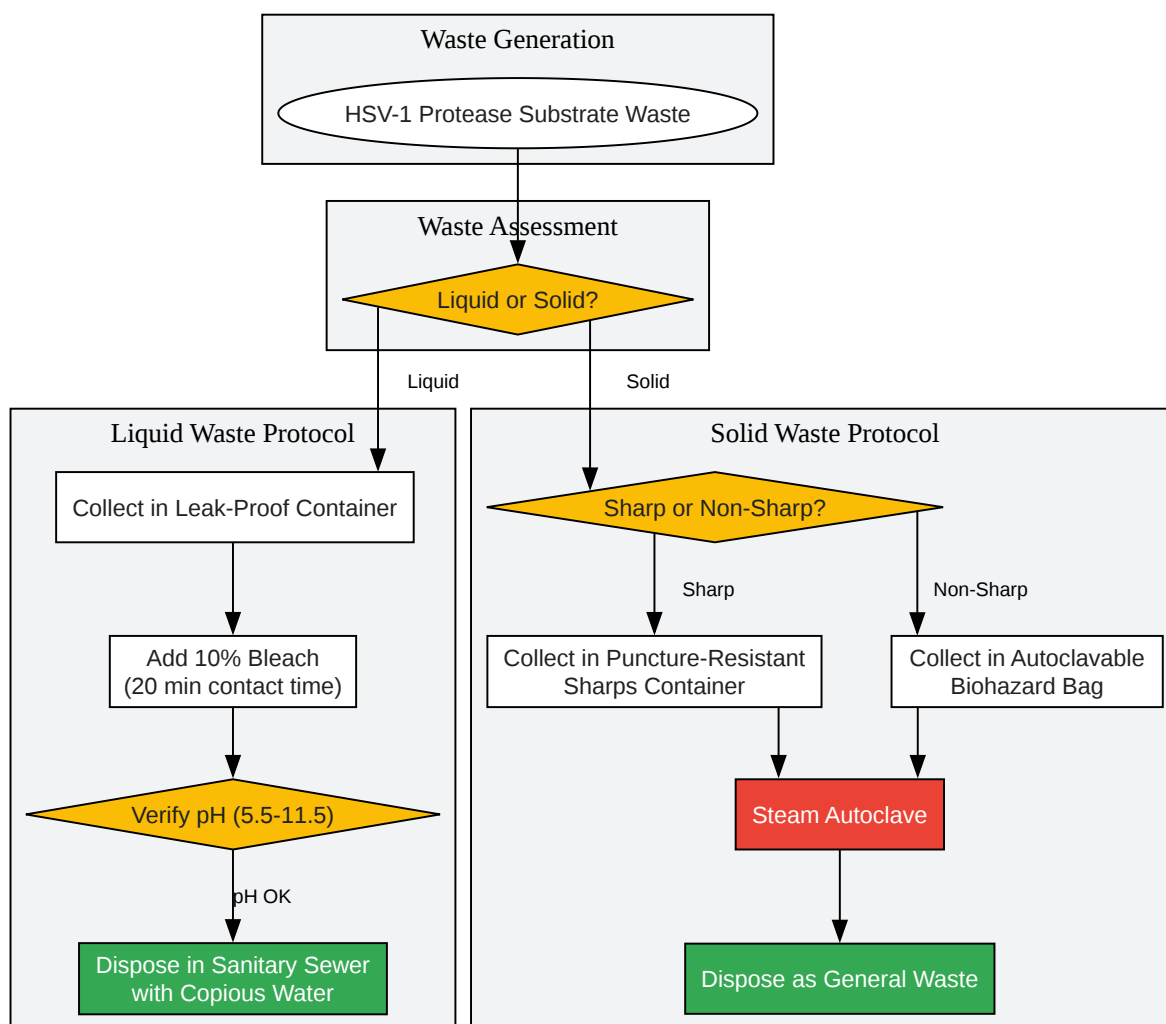 Waste Generation
HSV-1 Protease Substrate Waste
Waste Assessment
Liquid or Solid?
Liquid
Solid
Liquid Waste Protocol
Collect in Leak-Proof Container
Add 10% Bleach
(20 min contact time)
Verify pH (5.5-11.5)
pH OK
Dispose in Sanitary Sewer
with Copious Water
Solid Waste Protocol
Sharp or Non-Sharp?
Sharp
Non-Sharp
Collect in Puncture-Resistant
Sharps Container
Collect in Autoclavable
Biohazard Bag
Steam Autoclave
Dispose as General Waste